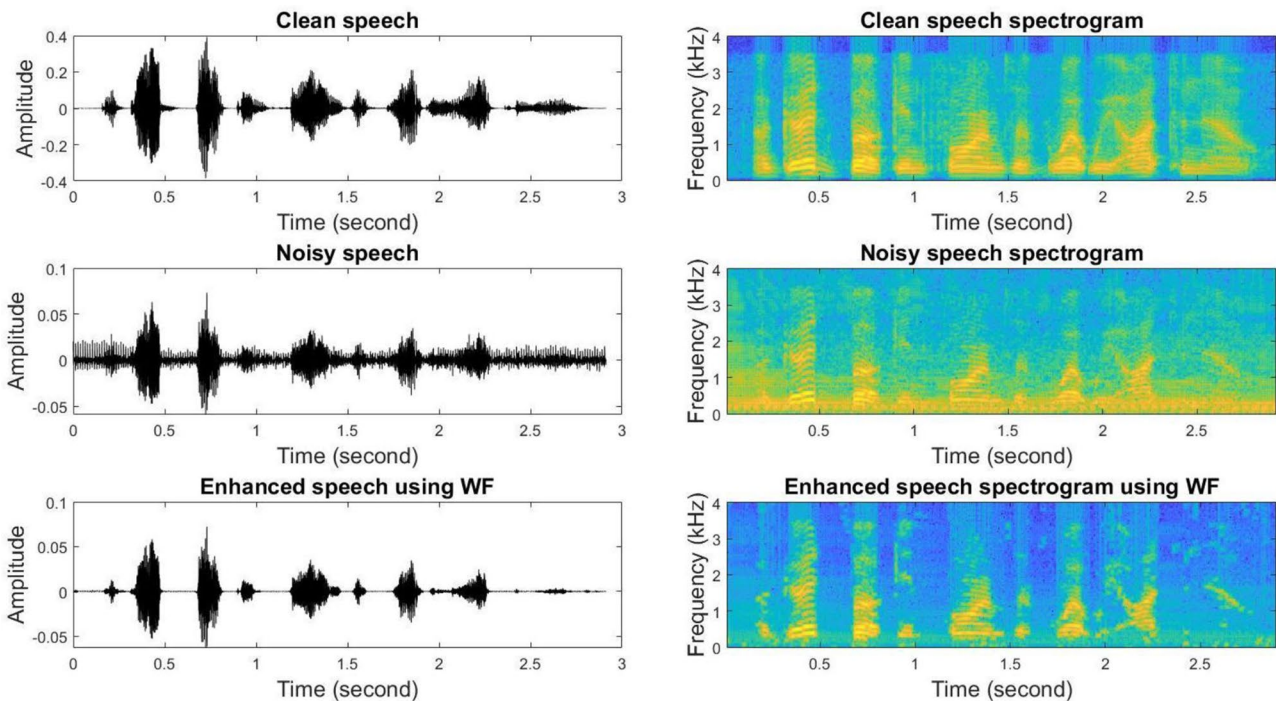 Clean speech
Amplitude
0.4
0.2
0
-0.2
-0.4
0 0.5 1 1.5 2 2.5 3
Time (second)
Clean speech spectrogram
Frequency (kHz)
4
3
2
1
0
0.5 1 1.5 2 2.5
Time (second)
Noisy speech
Amplitude
0.1
0.05
0
-0.05
0 0.5 1 1.5 2 2.5 3
Time (second)
Noisy speech spectrogram
Frequency (kHz)
4
3
2
1
0
0.5 1 1.5 2 2.5
Time (second)
Enhanced speech using WF
Amplitude
0.1
0.05
0
-0.05
0 0.5 1 1.5 2 2.5 3
Time (second)
Enhanced speech spectrogram using WF
Frequency (kHz)
4
3
2
1
0
0.5 1 1.5 2 2.5
Time (second)